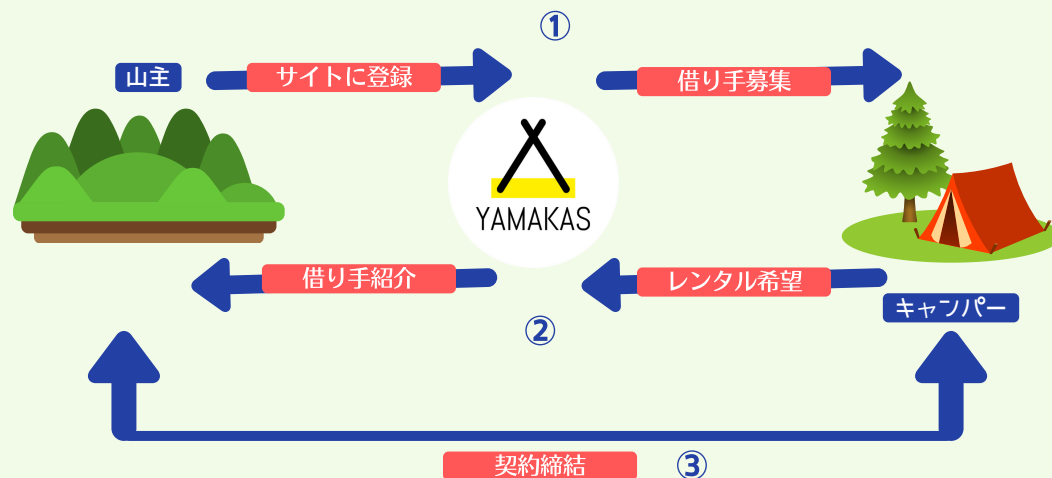 ①
山主
サイトに登録
借り手募集
YAMAKAS
借り手紹介
レンタル希望
キャンパー
②
契約締結
③